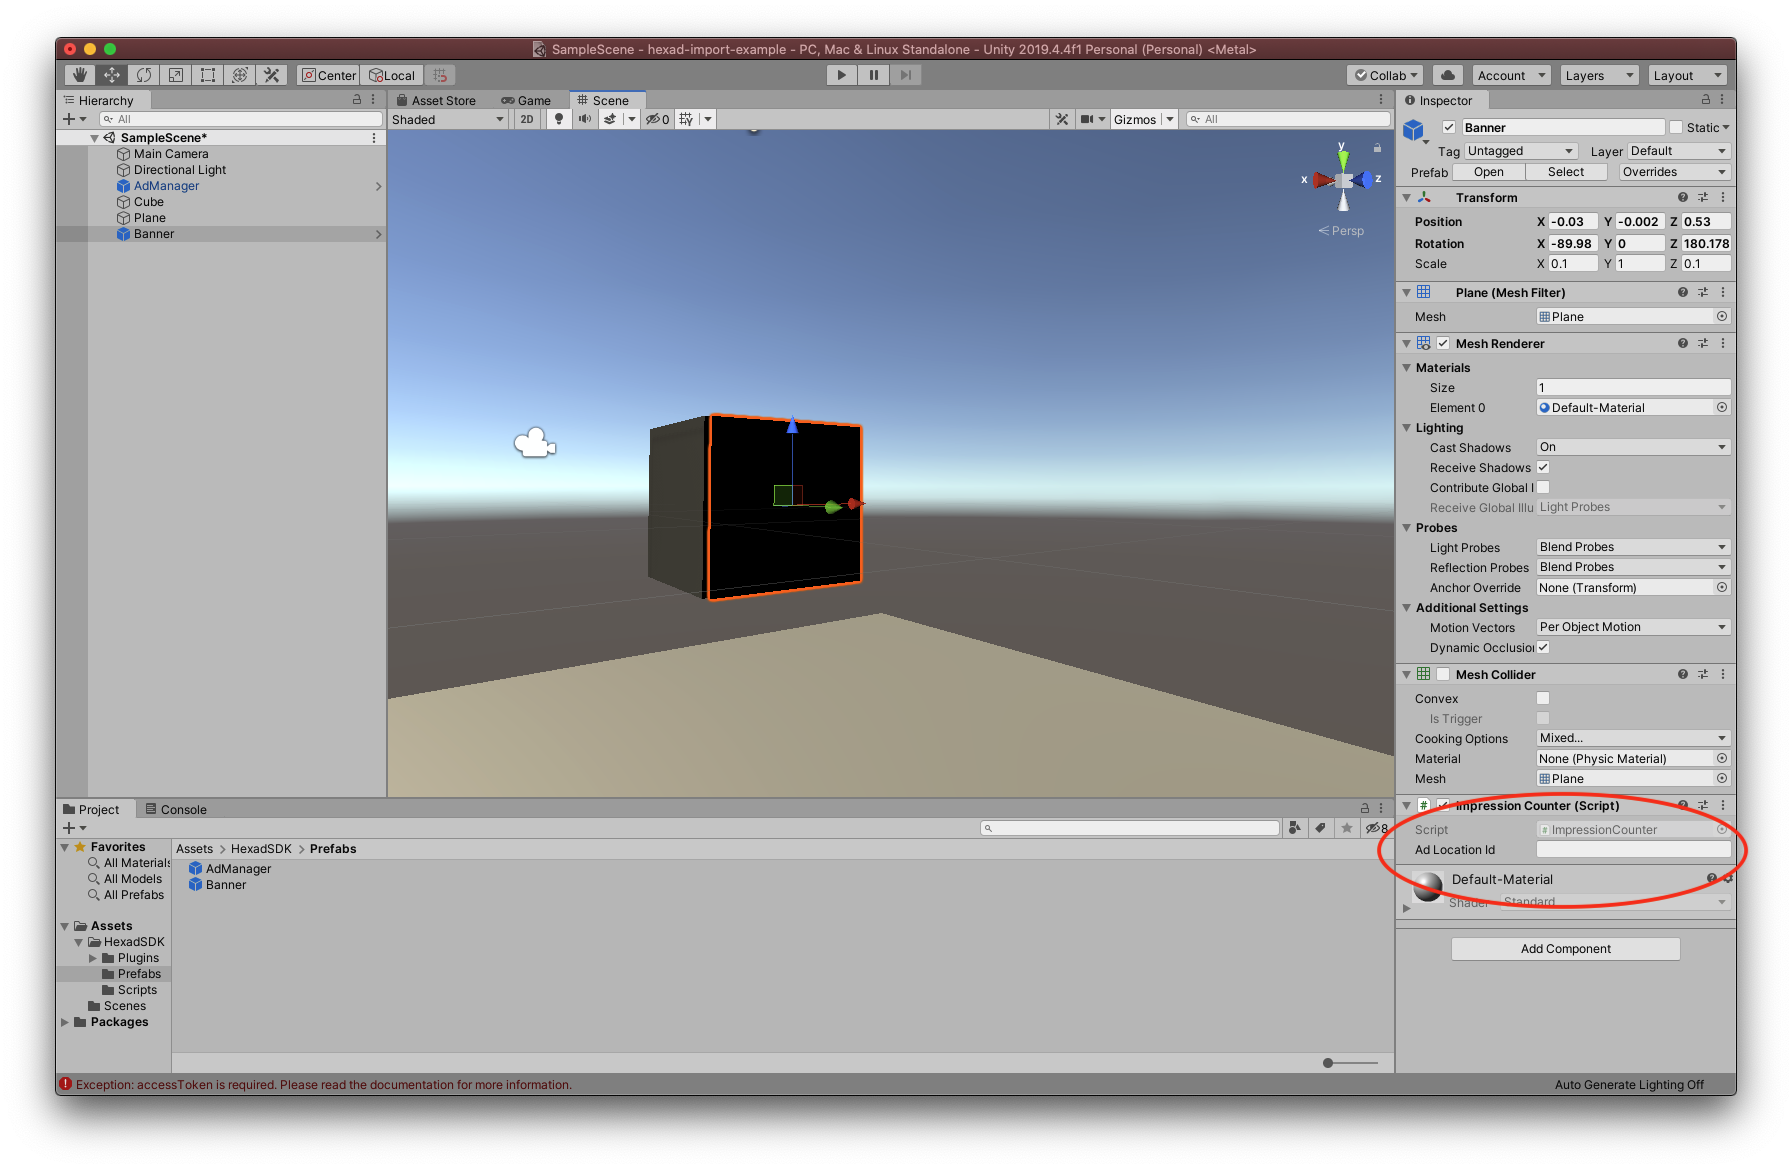 SampleScene - hexad-import-example - PC, Mac & Linux Standalone - Unity 2019.4.4f1 Personal (Personal) <Metal>
Center Local Collab Account Layers Layout
Hierarchy
All
SampleScene*
Main Camera
Directional Light
AdManager
Cube
Plane
Banner
Asset Store Game Scene
Shaded 2D 0 Gizmos All
y
x z
Persp
Inspector
Banner Static
Tag Untagged Layer Default
Prefab Open Select Overrides
Transform
Position X -0.03 Y -0.002 Z 0.53
Rotation X -89.98 Y 0 Z 180.178
Scale X 0.1 Y 1 Z 0.1
Plane (Mesh Filter)
Mesh Plane
Mesh Renderer
Materials
Size 1
Element 0 Default-Material
Lighting
Cast Shadows On
Receive Shadows
Contribute Global I
Receive Global Illu Light Probes
Probes
Light Probes Blend Probes
Reflection Probes Blend Probes
Anchor Override None (Transform)
Additional Settings
Motion Vectors Per Object Motion
Dynamic Occlusion
Mesh Collider
Convex
Is Trigger
Cooking Options Mixed...
Material None (Physic Material)
Mesh Plane
# Impression Counter (Script)
Script # ImpressionCounter
Ad Location Id
Default-Material
Shader Standard
Add Component
Project Console
8
Favorites
All Materials
All Models
All Prefabs
Assets
HexadSDK
Plugins
Prefabs
Scripts
Scenes
Packages
Assets > HexadSDK > Prefabs
AdManager
Banner
Exception: accessToken is required. Please read the documentation for more information.
Auto Generate Lighting Off